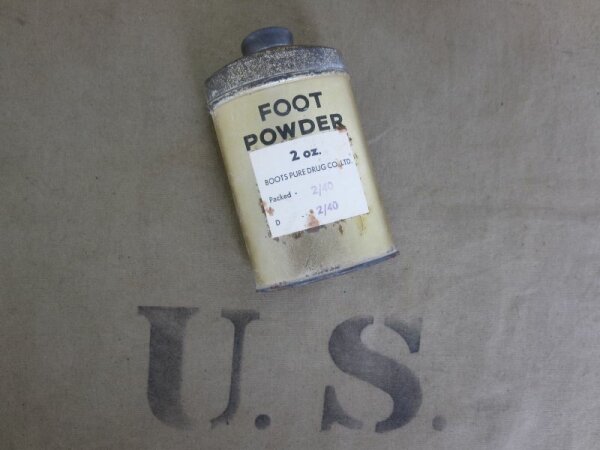 FOOT
POWDER
2 oz.
BOOTS PURE DRUG CO. LTD.
Packed - 2/40
D - 2/40
U.S.